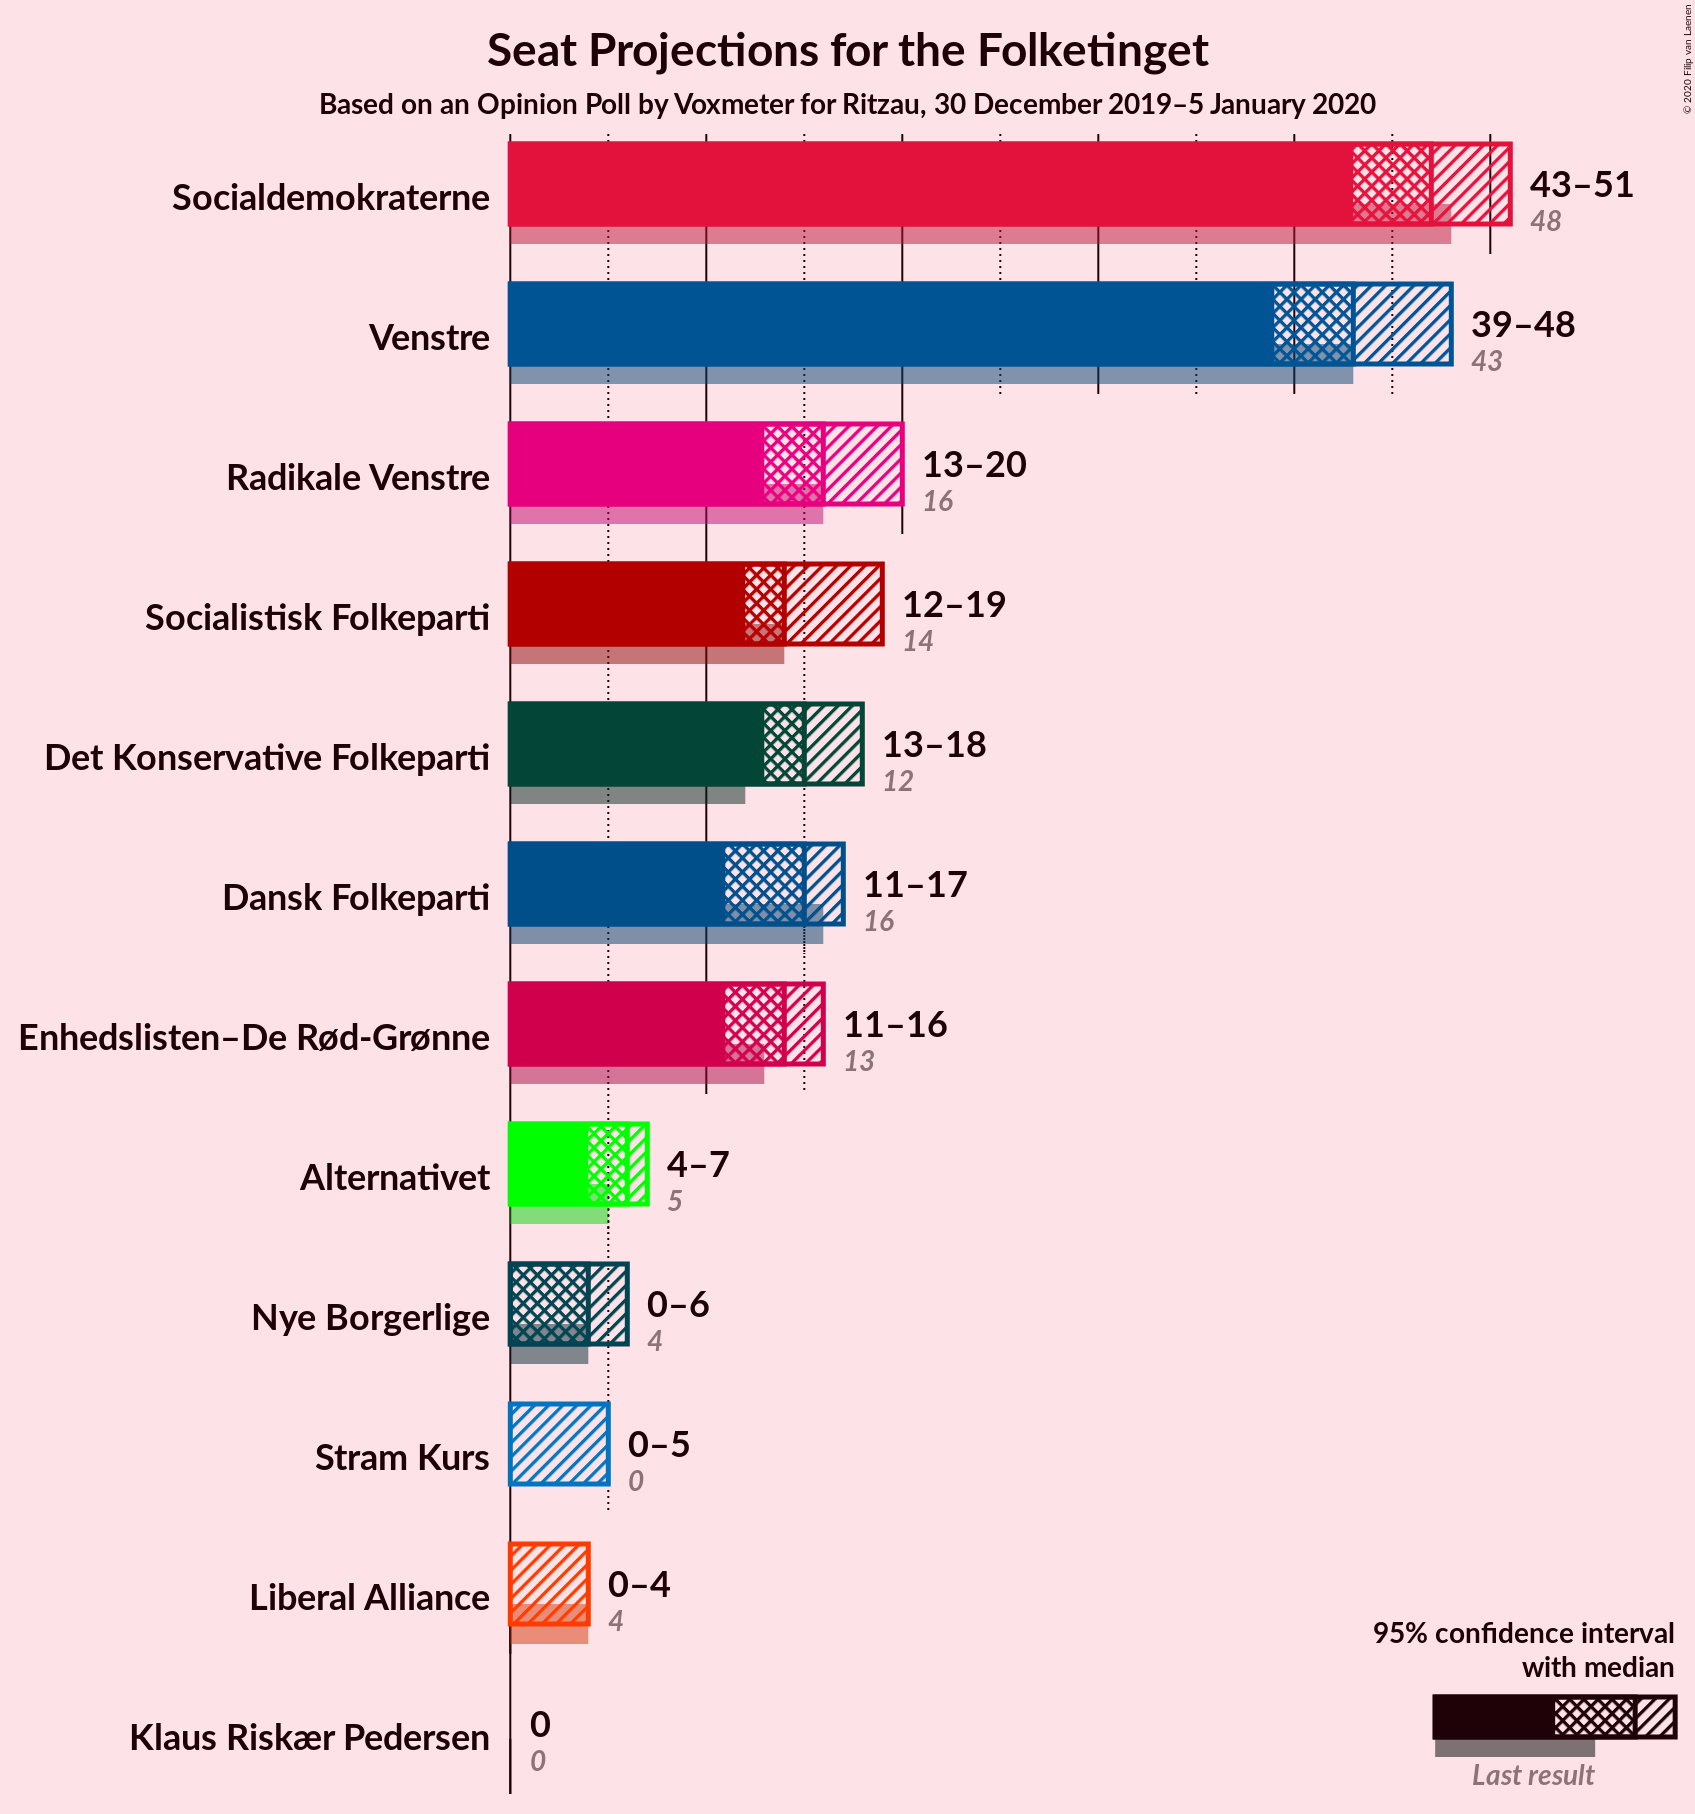 Seat Projections for the Folketinget
Based on an Opinion Poll by Voxmeter for Ritzau, 30 December 2019–5 January 2020
© 2020 Filip van Laenen
Socialdemokraterne
43–51
48
Venstre
39–48
43
Radikale Venstre
13–20
16
Socialistisk Folkeparti
12–19
14
Det Konservative Folkeparti
13–18
12
Dansk Folkeparti
11–17
16
Enhedslisten–De Rød-Grønne
11–16
13
Alternativet
4–7
5
Nye Borgerlige
0–6
4
Stram Kurs
0–5
0
Liberal Alliance
0–4
4
Klaus Riskær Pedersen
0
0
95% confidence interval
with median
Last result